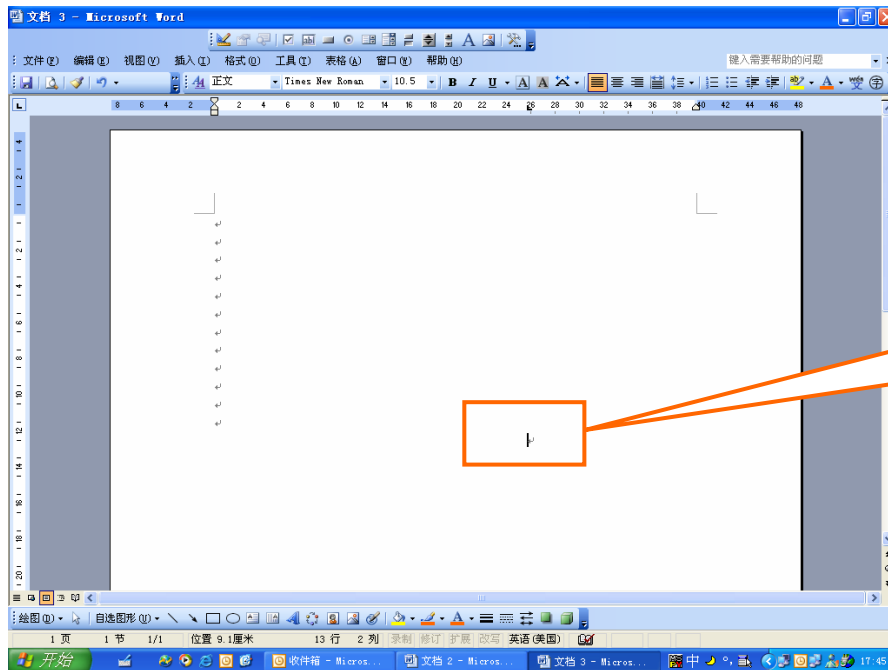 文档 3 - Microsoft Word
文件(F) 编辑(E) 视图(V) 插入(I) 格式(O) 工具(T) 表格(A) 窗口(W) 帮助(H) 键入需要帮助的问题
正文 Times New Roman 10.5 B I U A A A
8 6 4 2 2 4 6 8 10 12 14 16 18 20 22 24 26 28 30 32 34 36 38 40 42 44 46 48
绘图(D) 自选图形(U)
1 页 1 节 1/1 位置 9.1厘米 13 行 2 列 录制 修订 扩展 改写 英语(美国)
开始 收件箱 - Micros... 文档 2 - Micros... 文档 3 - Micros... 中 17:45